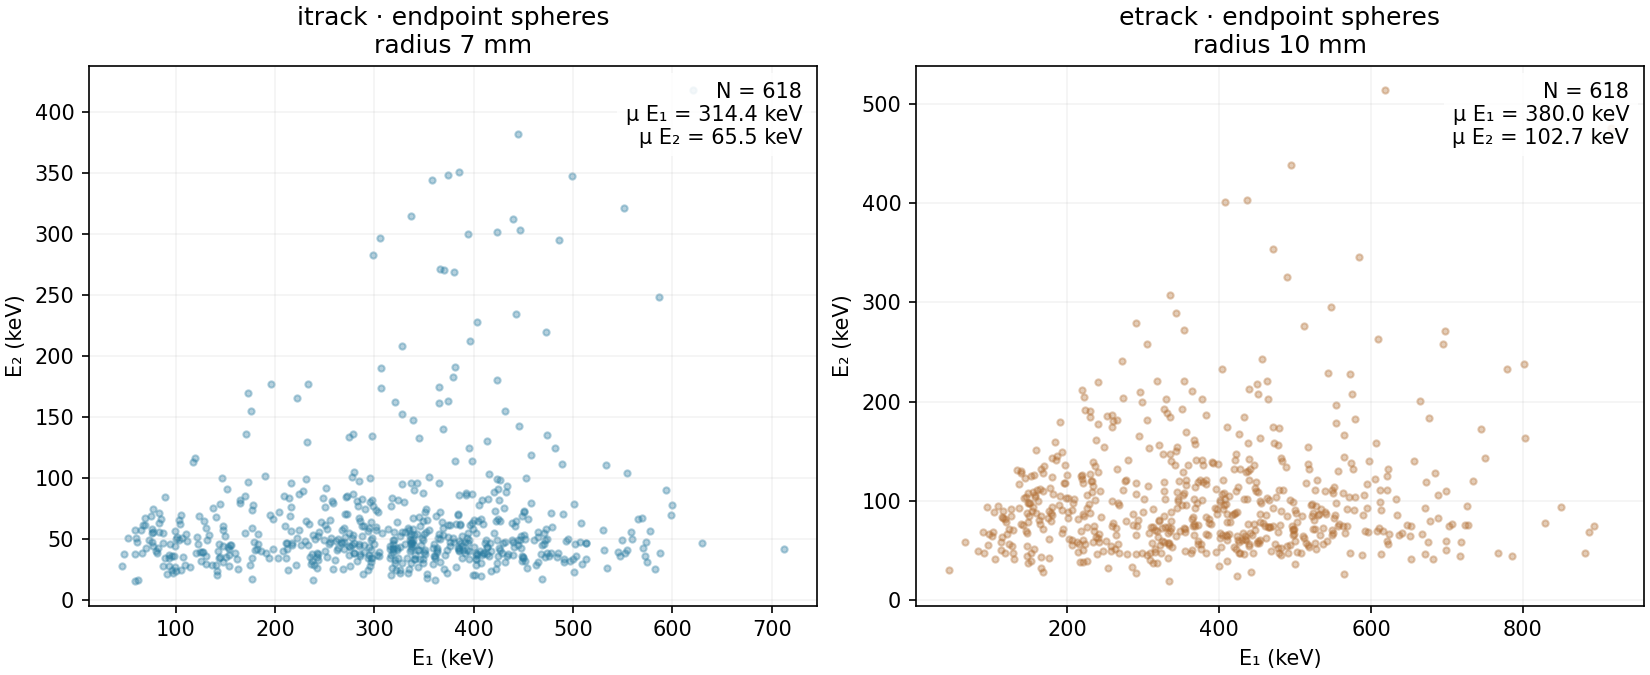 itrack · endpoint spheres
radius 7 mm
N = 618
μ E₁ = 314.4 keV
μ E₂ = 65.5 keV
E₂ (keV)
400
350
300
250
200
150
100
50
0
100 200 300 400 500 600 700
E₁ (keV)
etrack · endpoint spheres
radius 10 mm
N = 618
μ E₁ = 380.0 keV
μ E₂ = 102.7 keV
E₂ (keV)
500
400
300
200
100
0
200 400 600 800
E₁ (keV)